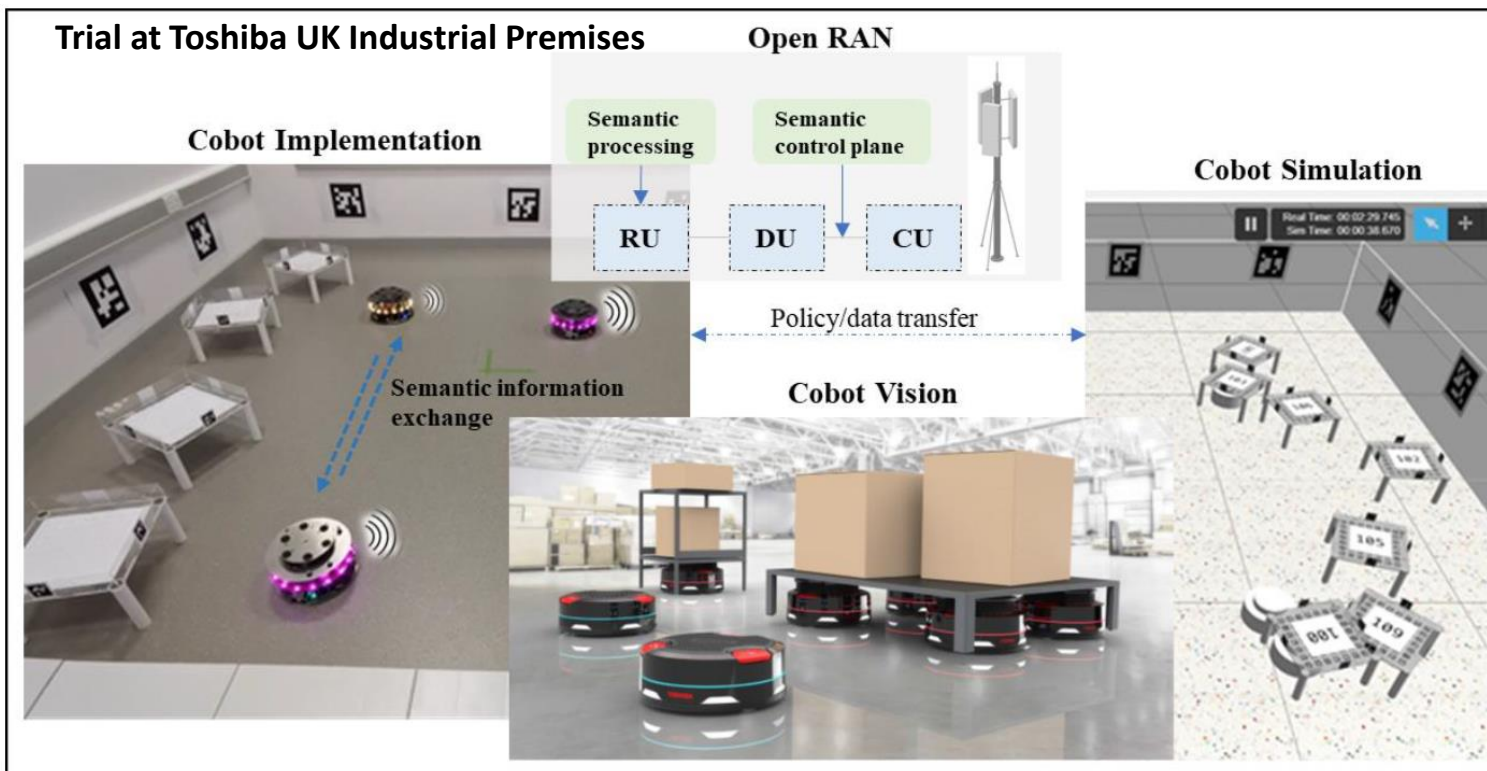 Trial at Toshiba UK Industrial Premises
Open RAN
Semantic
processing
Semantic
control plane
Cobot Implementation
Cobot Simulation
RU
DU
CU
Real Time: 00:02:29.745
Sim Time: 00:00:38.670
Policy/data transfer
Semantic information
exchange
Cobot Vision
106
102
105
109
100